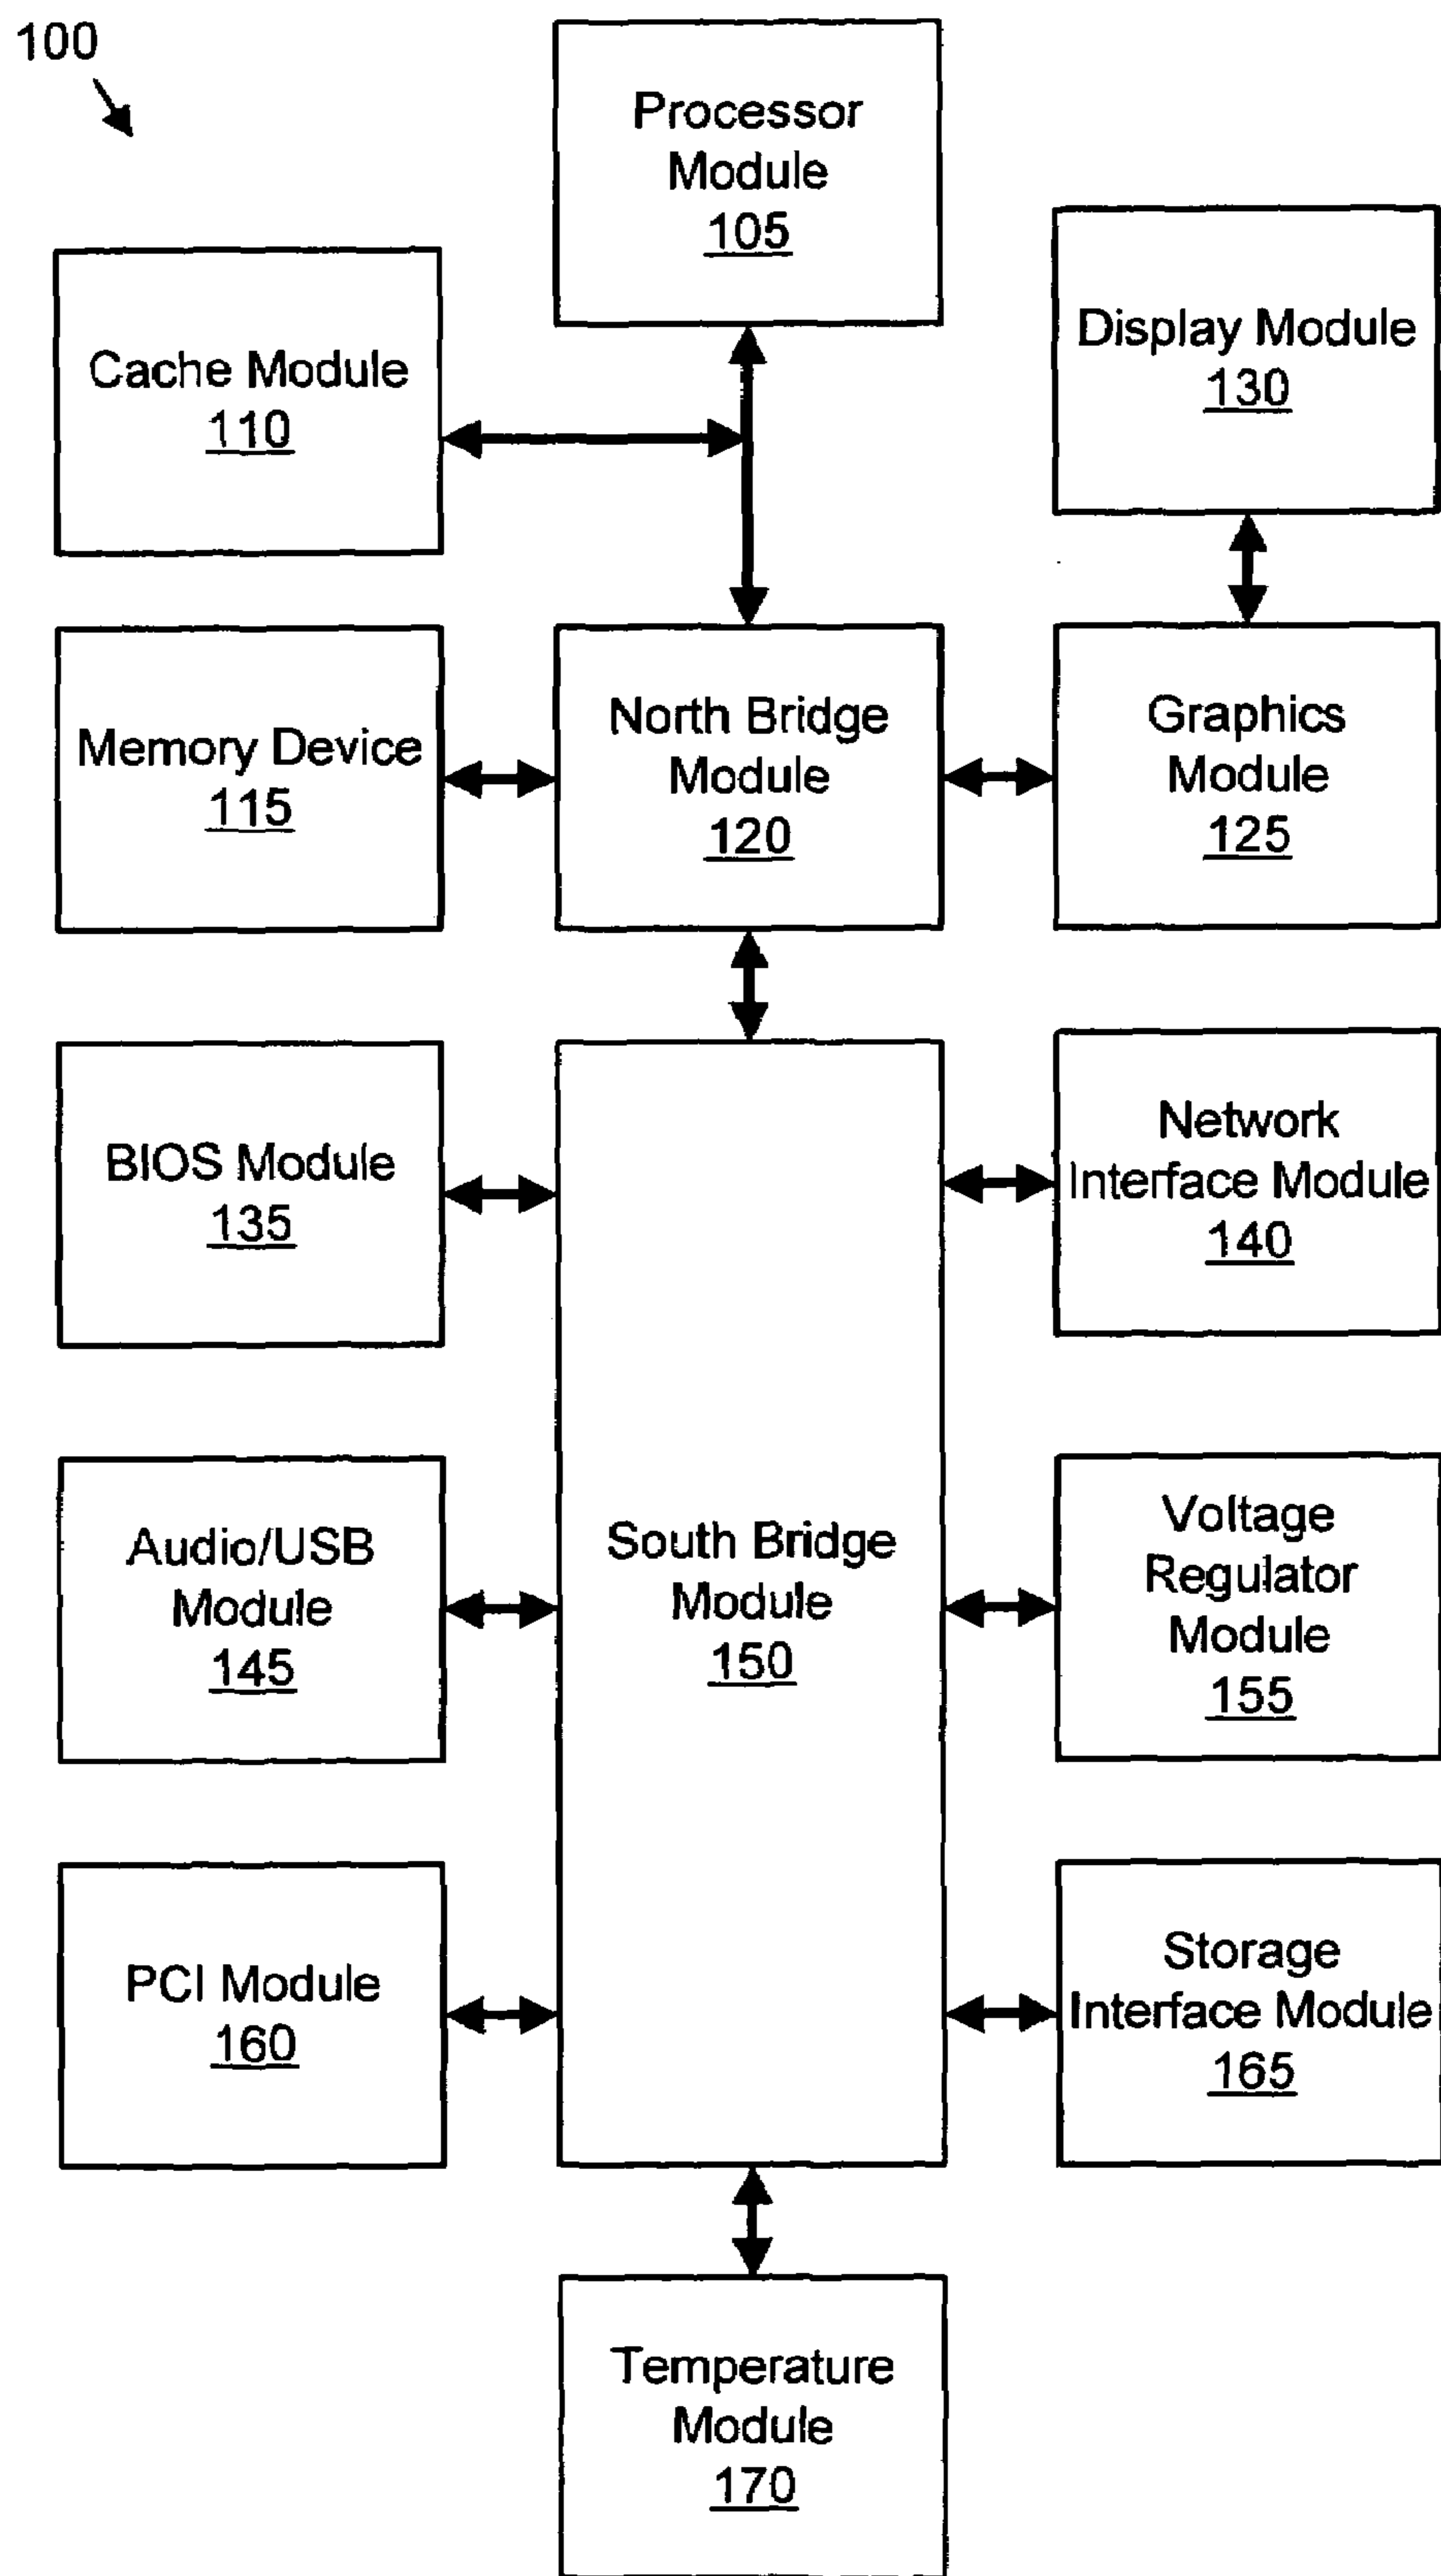 100
Processor
Module
105
Cache Module
110
Display Module
130
Memory Device
115
North Bridge
Module
120
Graphics
Module
125
BIOS Module
135
Network
Interface Module
140
Audio/USB
Module
145
South Bridge
Module
150
Voltage
Regulator
Module
155
PCI Module
160
Storage
Interface Module
165
Temperature
Module
170